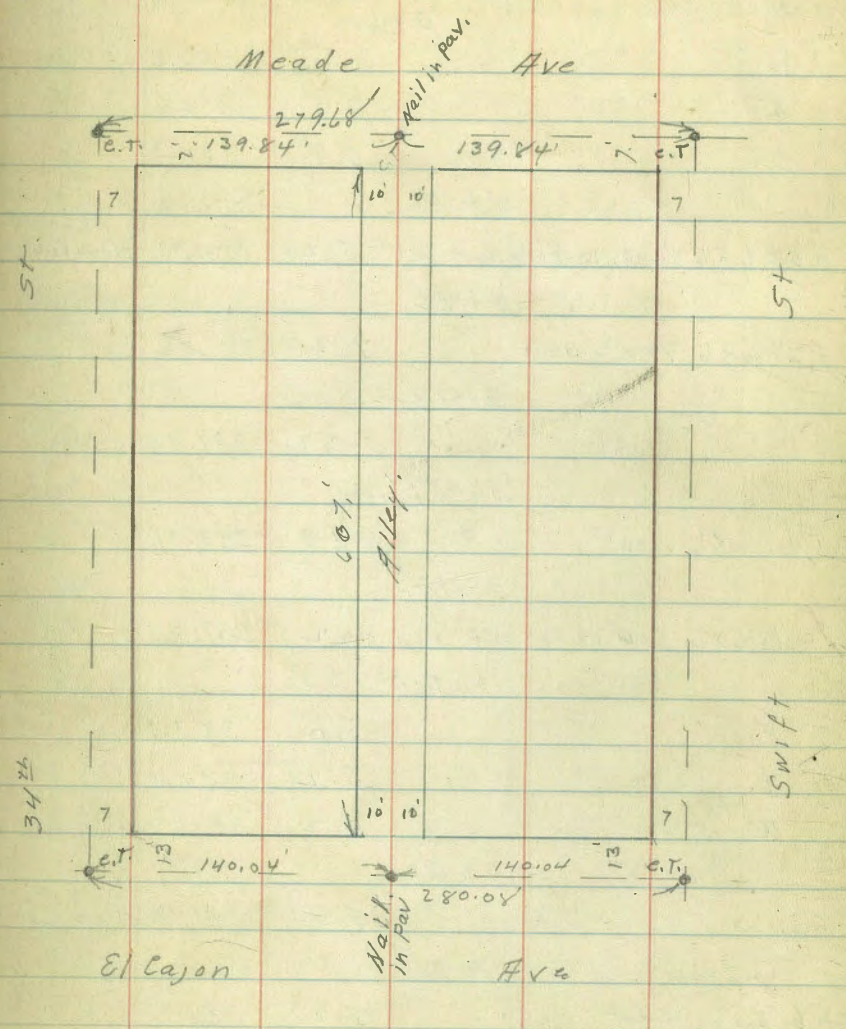 Meade Ave
Nail in pav.
279.68'
e.T. 139.84' 139.84' 7 e.T
7 10' 10' 7
St St
607.'
Alley.
34th Swift
7 10' 10' 7
e.T. 13 140.04' 140.04 13' e.T.
280.08'
Nail in Pav
El Cajon Ave